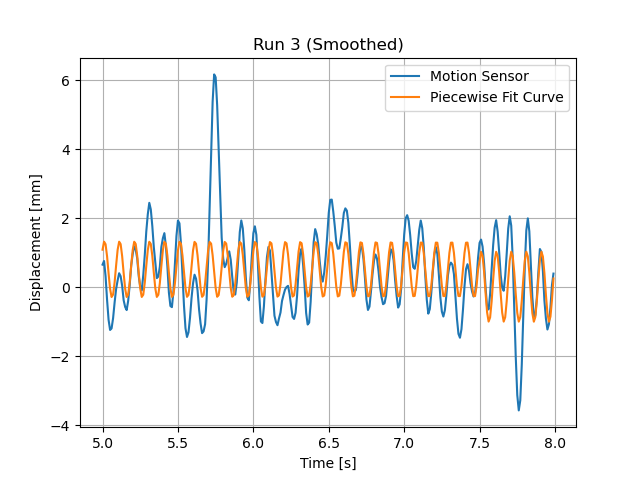 Run 3 (Smoothed)
Motion Sensor
Piecewise Fit Curve
Displacement [mm]
6
4
2
0
−2
−4
5.0 5.5 6.0 6.5 7.0 7.5 8.0
Time [s]